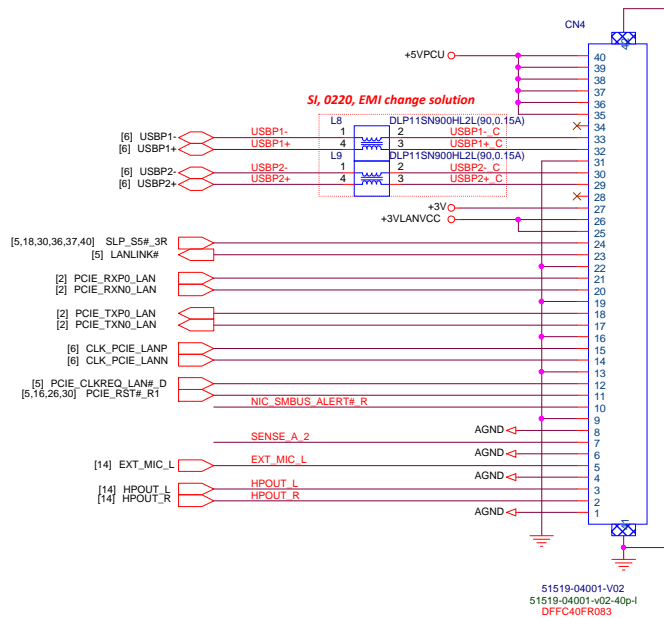 CN4
42
+5VPCU
40
39
38
37
36
35
SI, 0220, EMI change solution
34
L8 DLP11SN900HL2L(90,0.15A)
[6] USBP1- USBP1- 1 2 USBP1-_C 33
[6] USBP1+ USBP1+ 4 3 USBP1+_C 32
L9 DLP11SN900HL2L(90,0.15A)
31
[6] USBP2- USBP2- 1 2 USBP2-_C 30
[6] USBP2+ USBP2+ 4 3 USBP2+_C 29
28
+3V 27
+3VLANVCC 26
25
[5,18,30,36,37,40] SLP_S5#_3R 24
[5] LANLINK# 23
22
[2] PCIE_RXP0_LAN 21
[2] PCIE_RXN0_LAN 20
19
[2] PCIE_TXP0_LAN 18
[2] PCIE_TXN0_LAN 17
16
[6] CLK_PCIE_LANP 15
[6] CLK_PCIE_LANN 14
13
[5] PCIE_CLKREQ_LAN#_D 12
[5,16,26,30] PCIE_RST#_R1 11
NIC_SMBUS_ALERT#_R 10
9
AGND 8
SENSE_A_2 7
AGND 6
[14] EXT_MIC_L EXT_MIC_L 5
AGND 4
[14] HPOUT_L HPOUT_L 3
[14] HPOUT_R HPOUT_R 2
AGND 1
41
51519-04001-V02
51519-04001-v02-40p-l
DFFC40FR083